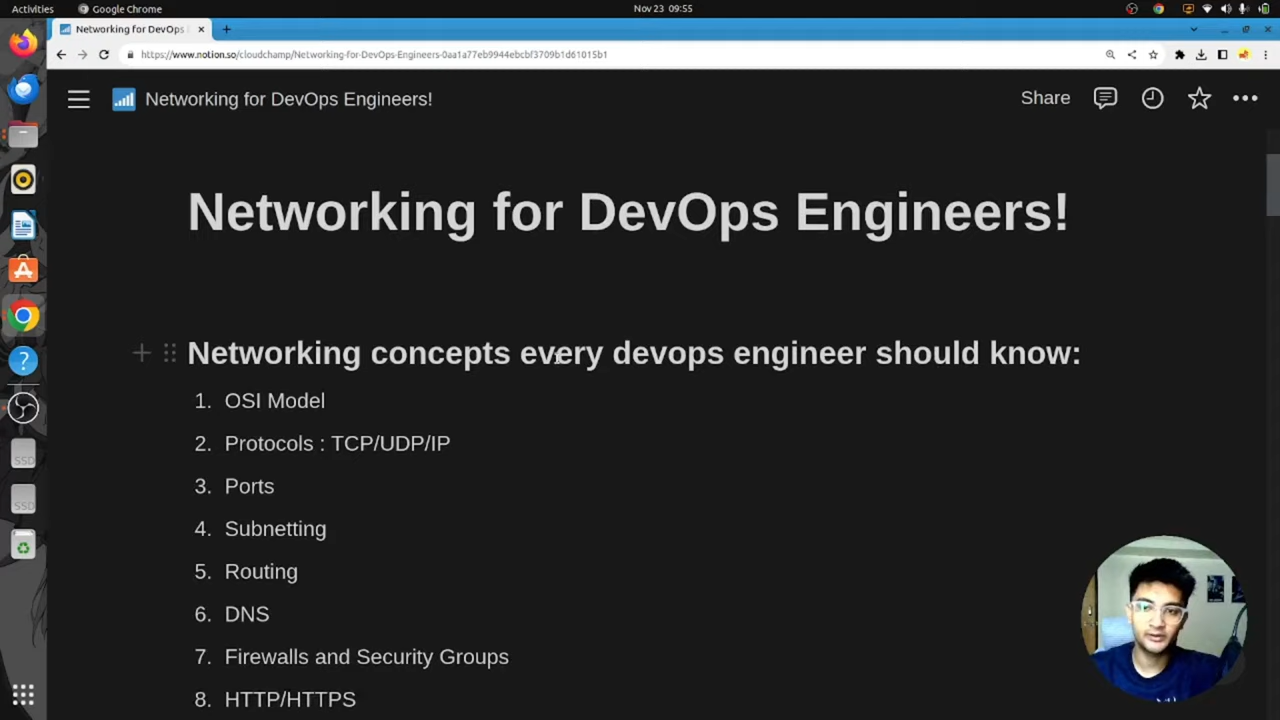 Activities
Google Chrome
Nov 23 09:55
Networking for DevOps
https://www.notion.so/cloudchamp/Networking-for-DevOps-Engineers-0aa1a77eb9944ebcbf3709b1d61015b1
Networking for DevOps Engineers!
Share
Networking for DevOps Engineers!
Networking concepts every devops engineer should know:
1. OSI Model
2. Protocols : TCP/UDP/IP
3. Ports
4. Subnetting
5. Routing
6. DNS
7. Firewalls and Security Groups
8. HTTP/HTTPS
SSD
SSD